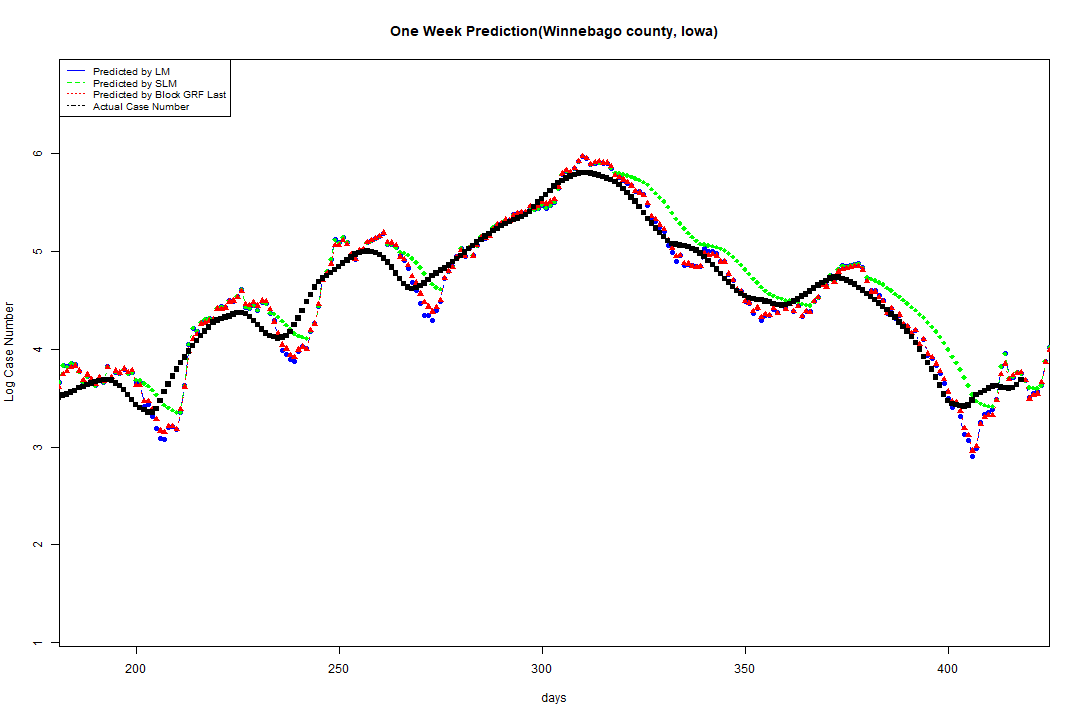 One Week Prediction(Winnebago county, Iowa)
Predicted by LM
Predicted by SLM
Predicted by Block GRF Last
Actual Case Number
Log Case Number
6
5
4
3
2
1
200
250
300
350
400
days